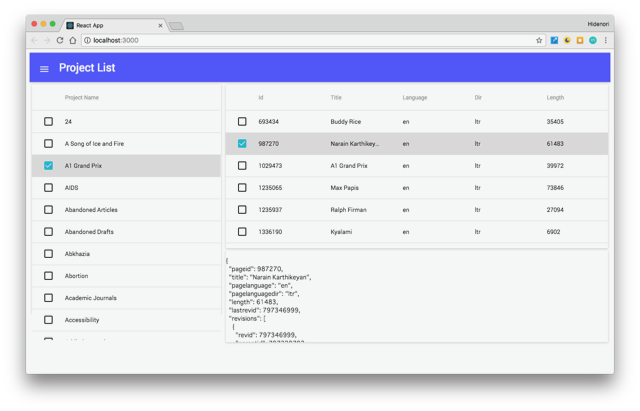 React App
Hidenori
localhost:3000
Project List
Project Name
24
A Song of Ice and Fire
A1 Grand Prix
AIDS
Abandoned Articles
Abandoned Drafts
Abkhazia
Abortion
Academic Journals
Accessibility
Id Title Language Dir Length
693434 Buddy Rice en ltr 35405
987270 Narain Karthikey... en ltr 61483
1029473 A1 Grand Prix en ltr 39972
1235065 Max Papis en ltr 73846
1235937 Ralph Firman en ltr 27094
1336190 Kyalami en ltr 6902
{
"pageid": 987270,
"title": "Narain Karthikeyan",
"pagelanguage": "en",
"pagelanguagedir": "ltr",
"length": 61483,
"lastrevid": 797346999,
"revisions": [
{
"revid": 797346999,